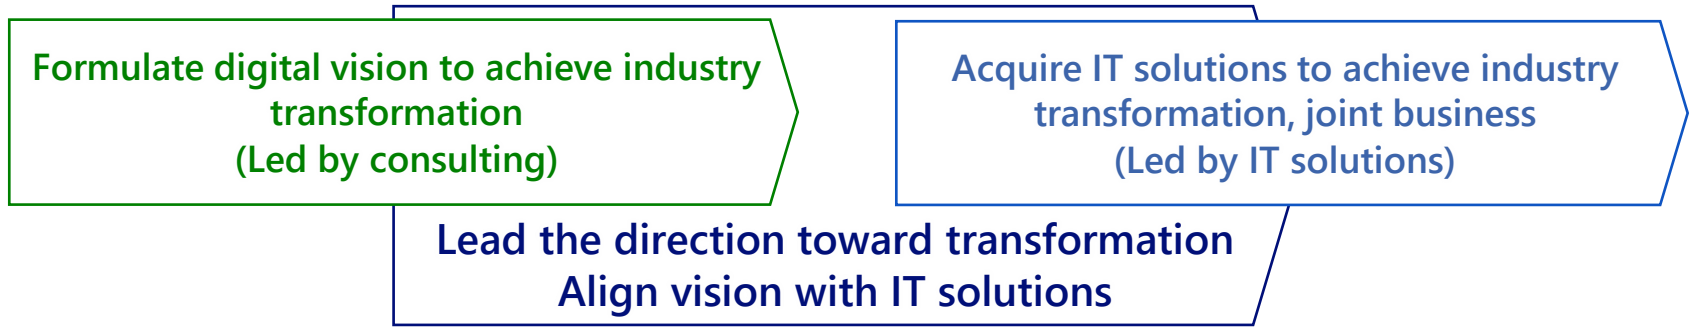 Formulate digital vision to achieve industry
transformation
(Led by consulting)
Acquire IT solutions to achieve industry
transformation, joint business
(Led by IT solutions)
Lead the direction toward transformation
Align vision with IT solutions